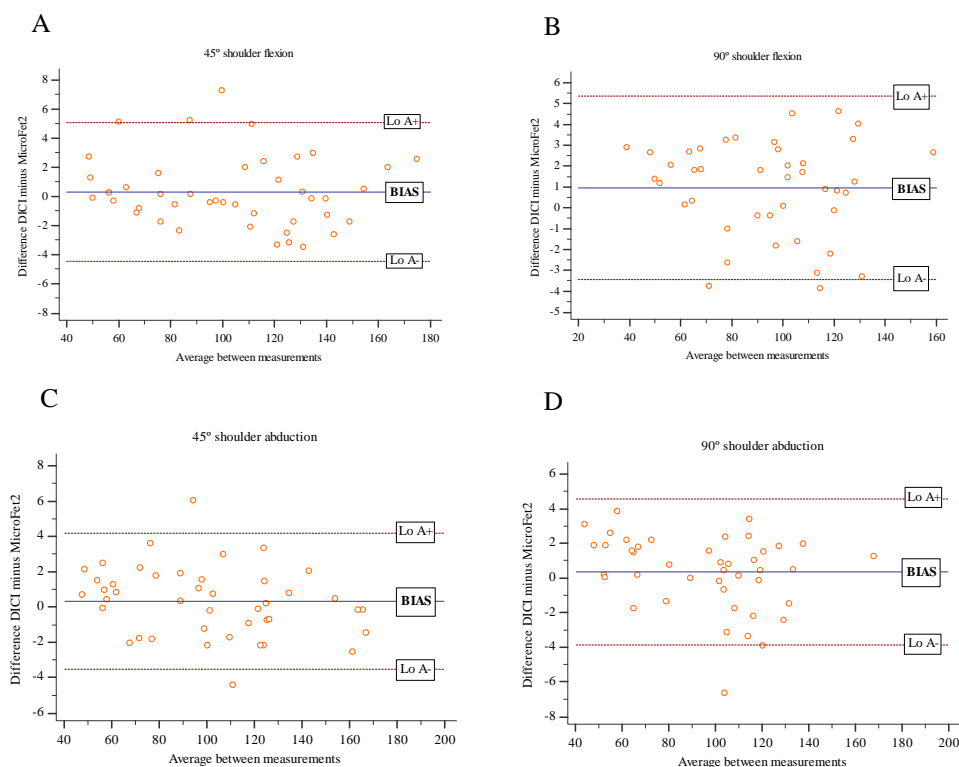 A
45º shoulder flexion
Difference DICI minus MicroFet2
8
6
4
2
0
-2
-4
-6
-8
Lo A+
BIAS
Lo A-
40 60 80 100 120 140 160 180
Average between measurements
B
90º shoulder flexion
Difference DICI minus MicroFet2
6
5
4
3
2
1
0
-1
-2
-3
-4
-5
Lo A+
BIAS
Lo A-
20 40 60 80 100 120 140 160
Average between measurements
C
45º shoulder abduction
Difference DICI minus MicroFet2
8
6
4
2
0
-2
-4
-6
Lo A+
BIAS
Lo A-
40 60 80 100 120 140 160 180 200
Average between measurements
D
90º shoulder abduction
Difference DICI minus MicroFet2
6
4
2
0
-2
-4
-6
-8
Lo A+
BIAS
Lo A-
40 60 80 100 120 140 160 180 200
Average between measurements